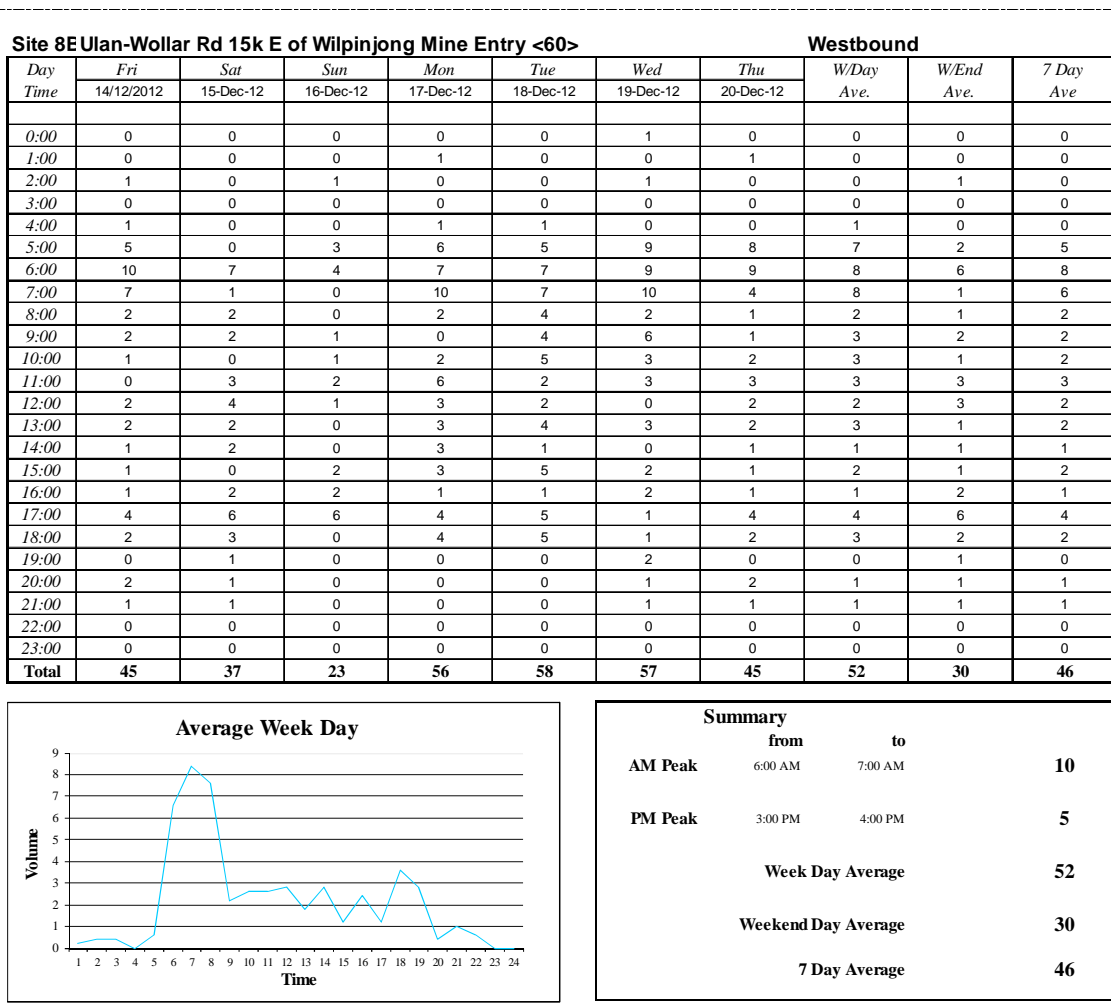 Site 8E Ulan-Wollar Rd 15k E of Wilpinjong Mine Entry <60> Westbound
Day Fri Sat Sun Mon Tue Wed Thu W/Day W/End 7 Day
Time 14/12/2012 15-Dec-12 16-Dec-12 17-Dec-12 18-Dec-12 19-Dec-12 20-Dec-12 Ave. Ave. Ave
0:00 0 0 0 0 0 1 0 0 0 0
1:00 0 0 0 1 0 0 1 0 0 0
2:00 1 0 1 0 0 1 0 0 1 0
3:00 0 0 0 0 0 0 0 0 0 0
4:00 1 0 0 1 1 0 0 1 0 0
5:00 5 0 3 6 5 9 8 7 2 5
6:00 10 7 4 7 7 9 9 8 6 8
7:00 7 1 0 10 7 10 4 8 1 6
8:00 2 2 0 2 4 2 1 2 1 2
9:00 2 2 1 0 4 6 1 3 2 2
10:00 1 0 1 2 5 3 2 3 1 2
11:00 0 3 2 6 2 3 3 3 3 3
12:00 2 4 1 3 2 0 2 2 3 2
13:00 2 2 0 3 4 3 2 3 1 2
14:00 1 2 0 3 1 0 1 1 1 1
15:00 1 0 2 3 5 2 1 2 1 2
16:00 1 2 2 1 1 2 1 1 2 1
17:00 4 6 6 4 5 1 4 4 6 4
18:00 2 3 0 4 5 1 2 3 2 2
19:00 0 1 0 0 0 2 0 0 1 0
20:00 2 1 0 0 0 1 2 1 1 1
21:00 1 1 0 0 0 1 1 1 1 1
22:00 0 0 0 0 0 0 0 0 0 0
23:00 0 0 0 0 0 0 0 0 0 0
Total 45 37 23 56 58 57 45 52 30 46
Average Week Day
9
8
7
6
5
4
3
2
1
0
Volume
1 2 3 4 5 6 7 8 9 10 11 12 13 14 15 16 17 18 19 20 21 22 23 24
Time
Summary
from to
AM Peak 6:00 AM 7:00 AM 10
PM Peak 3:00 PM 4:00 PM 5
Week Day Average 52
Weekend Day Average 30
7 Day Average 46